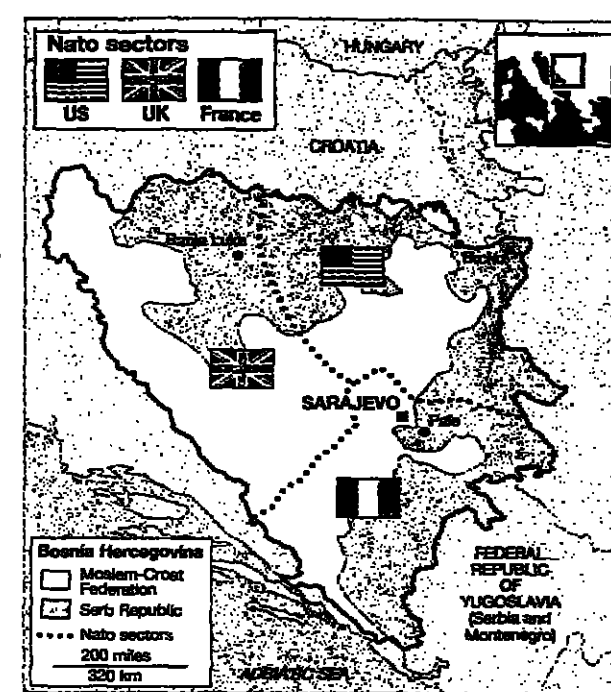 Nato sectors
US UK France
HUNGARY
CROATIA
Banja Luka
Brcko
SARAJEVO
Pale
Bosnia Hercegovina
Moslem-Croat
Federation
Serb Republic
Nato sectors
200 miles
320 km
FEDERAL
REPUBLIC
OF
YUGOSLAVIA
(Serbia and
Montenegro)
ADRIATIC SEA